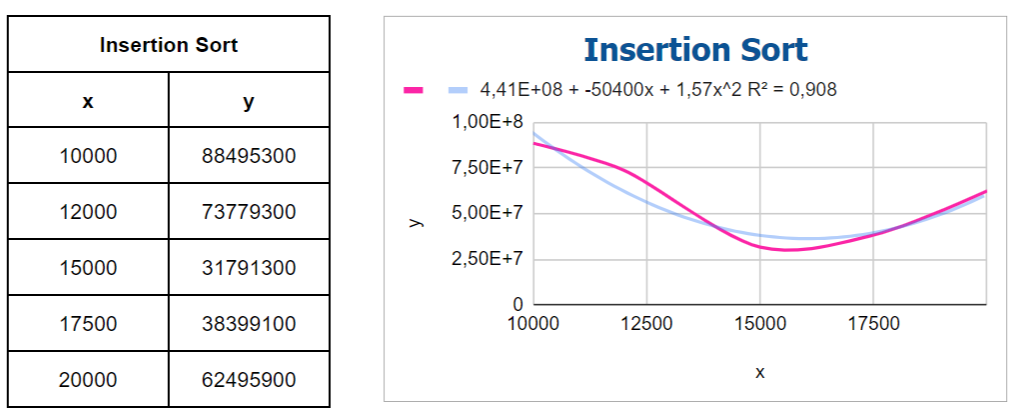 Insertion Sort
x y
10000 88495300
12000 73779300
15000 31791300
17500 38399100
20000 62495900
Insertion Sort
4,41E+08 + -50400x + 1,57x^2 R² = 0,908
1,00E+8
7,50E+7
5,00E+7
2,50E+7
0
y
10000 12500 15000 17500
x